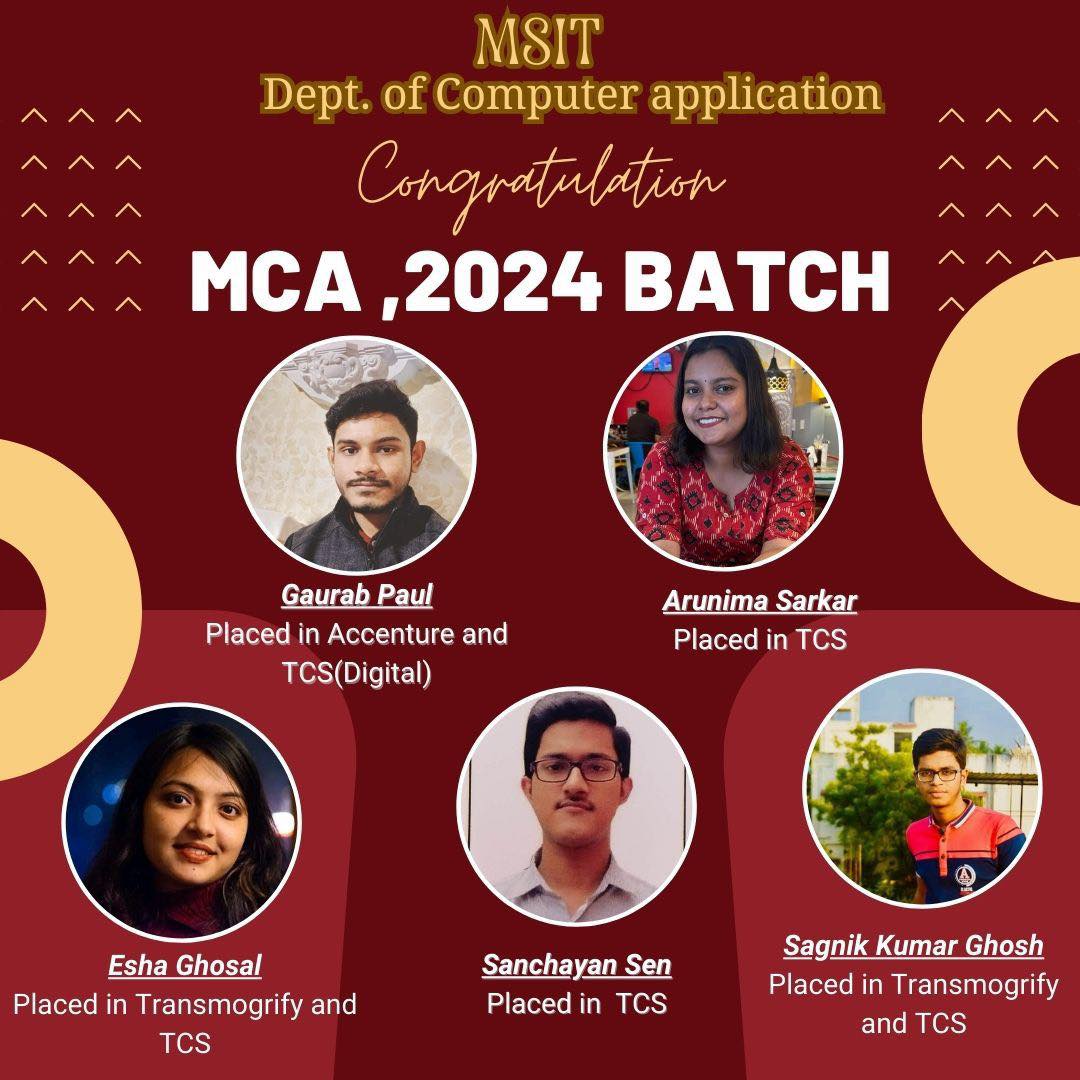 MSIT
Dept. of Computer application
Congratulation
MCA ,2024 BATCH
Gaurab Paul
Placed in Accenture and
TCS(Digital)
Arunima Sarkar
Placed in TCS
Esha Ghosal
Placed in Transmogrify and
TCS
Sanchayan Sen
Placed in TCS
Sagnik Kumar Ghosh
Placed in Transmogrify
and TCS